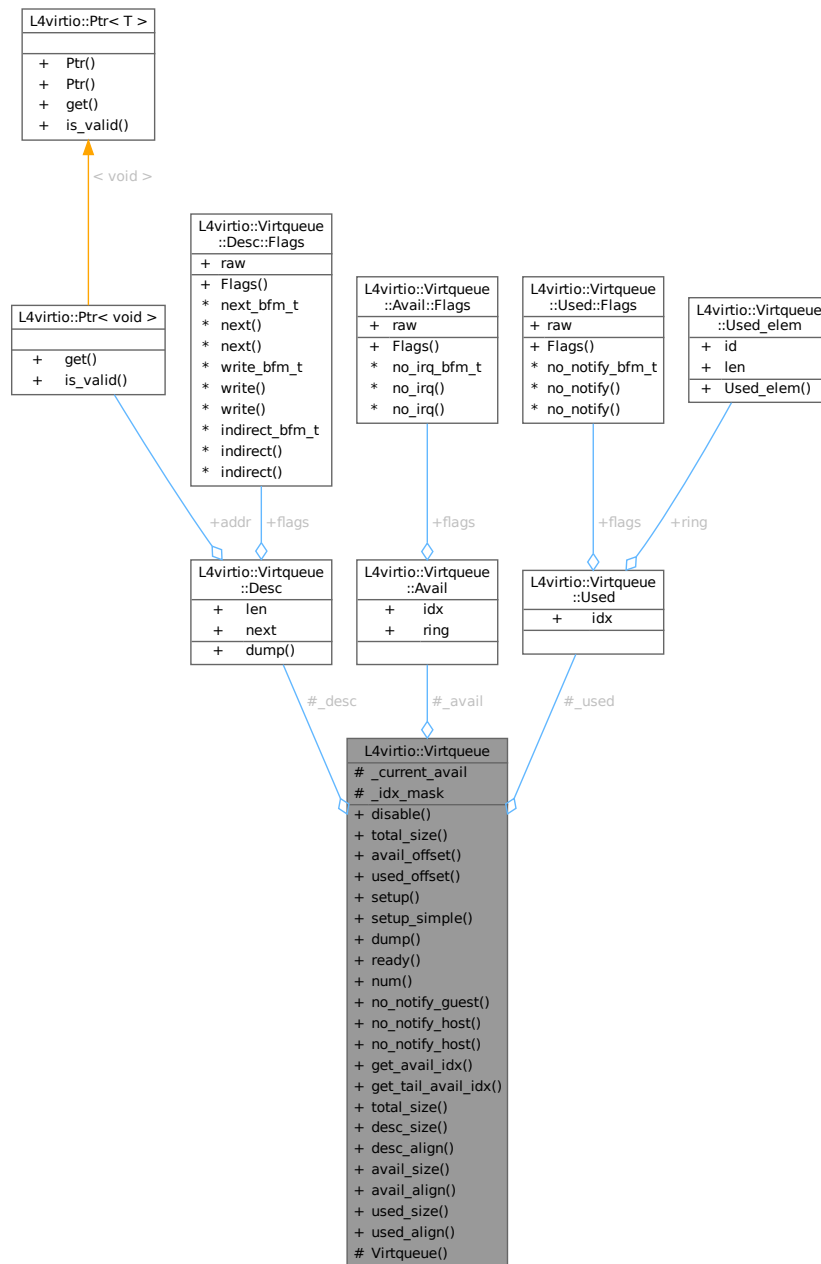 L4virtio::Ptr< T >
+ Ptr()
+ Ptr()
+ get()
+ is_valid()
< void >
L4virtio::Ptr< void >
+ get()
+ is_valid()
L4virtio::Virtqueue
::Desc::Flags
+ raw
+ Flags()
* next_bfm_t
* next()
* next()
* write_bfm_t
* write()
* write()
* indirect_bfm_t
* indirect()
* indirect()
L4virtio::Virtqueue
::Avail::Flags
+ raw
+ Flags()
* no_irq_bfm_t
* no_irq()
* no_irq()
L4virtio::Virtqueue
::Used::Flags
+ raw
+ Flags()
* no_notify_bfm_t
* no_notify()
* no_notify()
L4virtio::Virtqueue
::Used_elem
+ id
+ len
+ Used_elem()
+addr
+flags
+flags
+flags
+ring
L4virtio::Virtqueue
::Desc
+ len
+ next
+ dump()
L4virtio::Virtqueue
::Avail
+ idx
+ ring
L4virtio::Virtqueue
::Used
+ idx
#_desc
#_avail
#_used
L4virtio::Virtqueue
# _current_avail
# _idx_mask
+ disable()
+ total_size()
+ avail_offset()
+ used_offset()
+ setup()
+ setup_simple()
+ dump()
+ ready()
+ num()
+ no_notify_guest()
+ no_notify_host()
+ no_notify_host()
+ get_avail_idx()
+ get_tail_avail_idx()
+ total_size()
+ desc_size()
+ desc_align()
+ avail_size()
+ avail_align()
+ used_size()
+ used_align()
# Virtqueue()